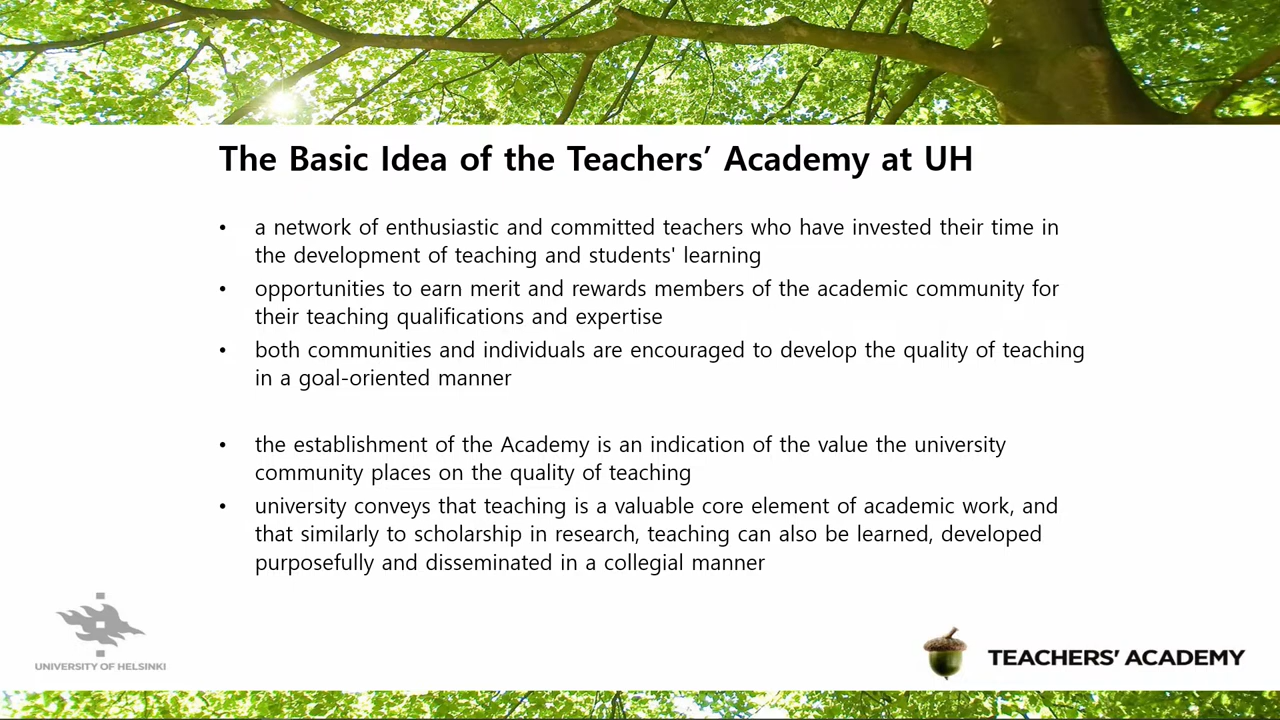 The Basic Idea of the Teachers’ Academy at UH
• a network of enthusiastic and committed teachers who have invested their time in
the development of teaching and students' learning
• opportunities to earn merit and rewards members of the academic community for
their teaching qualifications and expertise
• both communities and individuals are encouraged to develop the quality of teaching
in a goal-oriented manner
• the establishment of the Academy is an indication of the value the university
community places on the quality of teaching
• university conveys that teaching is a valuable core element of academic work, and
that similarly to scholarship in research, teaching can also be learned, developed
purposefully and disseminated in a collegial manner
UNIVERSITY OF HELSINKI
TEACHERS' ACADEMY